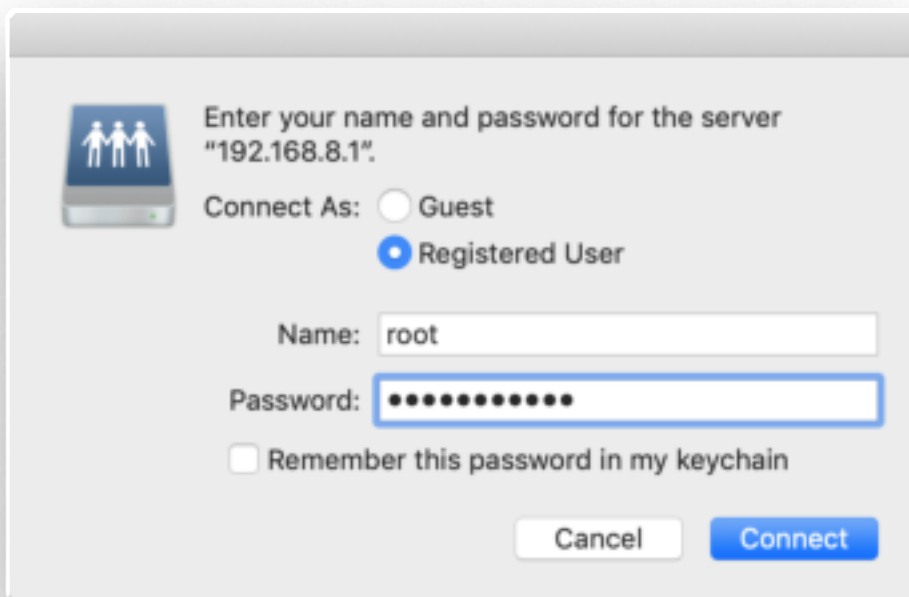 Enter your name and password for the server
“192.168.8.1”.
Connect As: Guest
Registered User
Name: root
Password: •••••••••••
Remember this password in my keychain
Cancel Connect